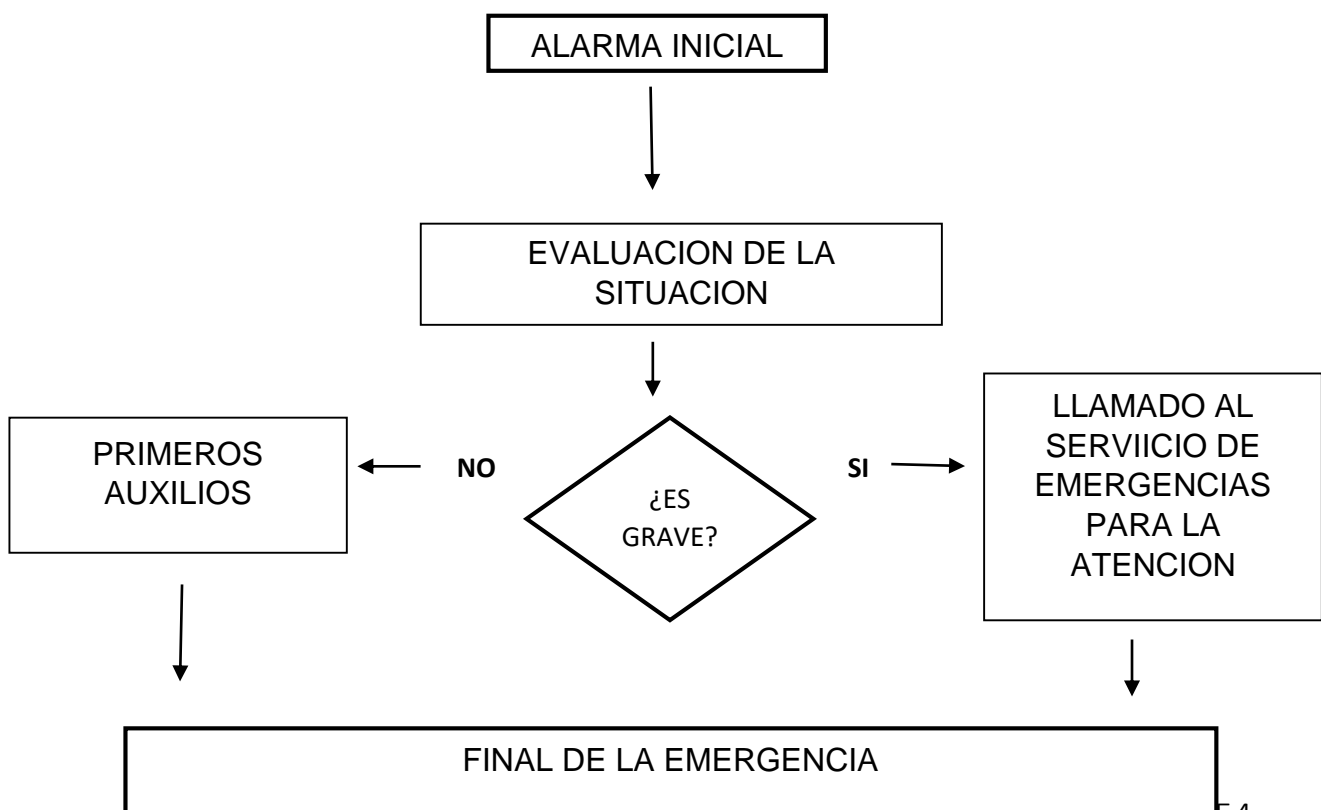 ALARMA INICIAL
EVALUACION DE LA
SITUACION
PRIMEROS
AUXILIOS
NO
¿ES
GRAVE?
SI
LLAMADO AL
SERVIICIO DE
EMERGENCIAS
PARA LA
ATENCION
FINAL DE LA EMERGENCIA